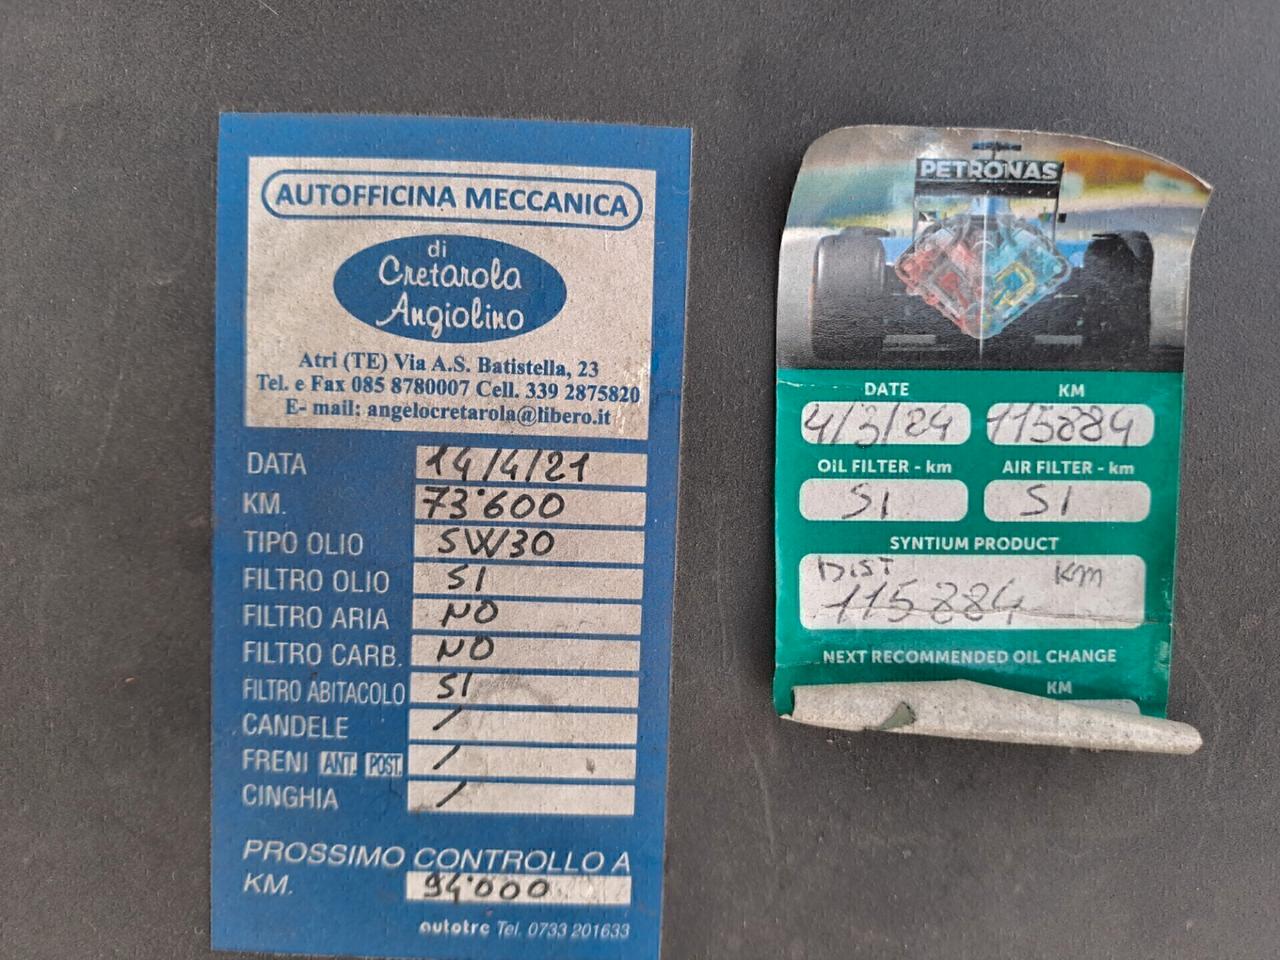 AUTOFFICINA MECCANICA
di
Cretarola
Angiolino
Atri (TE) Via A.S. Batistella, 23
Tel. e Fax 085 8780007 Cell. 339 2875820
E- mail: angelocretarola@libero.it
DATA 14/4/21
KM. 73'600
TIPO OLIO 5W30
FILTRO OLIO SI
FILTRO ARIA NO
FILTRO CARB. NO
FILTRO ABITACOLO SI
CANDELE /
FRENI ANT. POST. /
CINGHIA /
PROSSIMO CONTROLLO A
KM. 94'000
autotre Tel. 0733 201633
PETRONAS
DATE KM
4/3/24 115884
OIL FILTER - km AIR FILTER - km
SI SI
SYNTIUM PRODUCT
DIST Km
115884
NEXT RECOMMENDED OIL CHANGE
KM